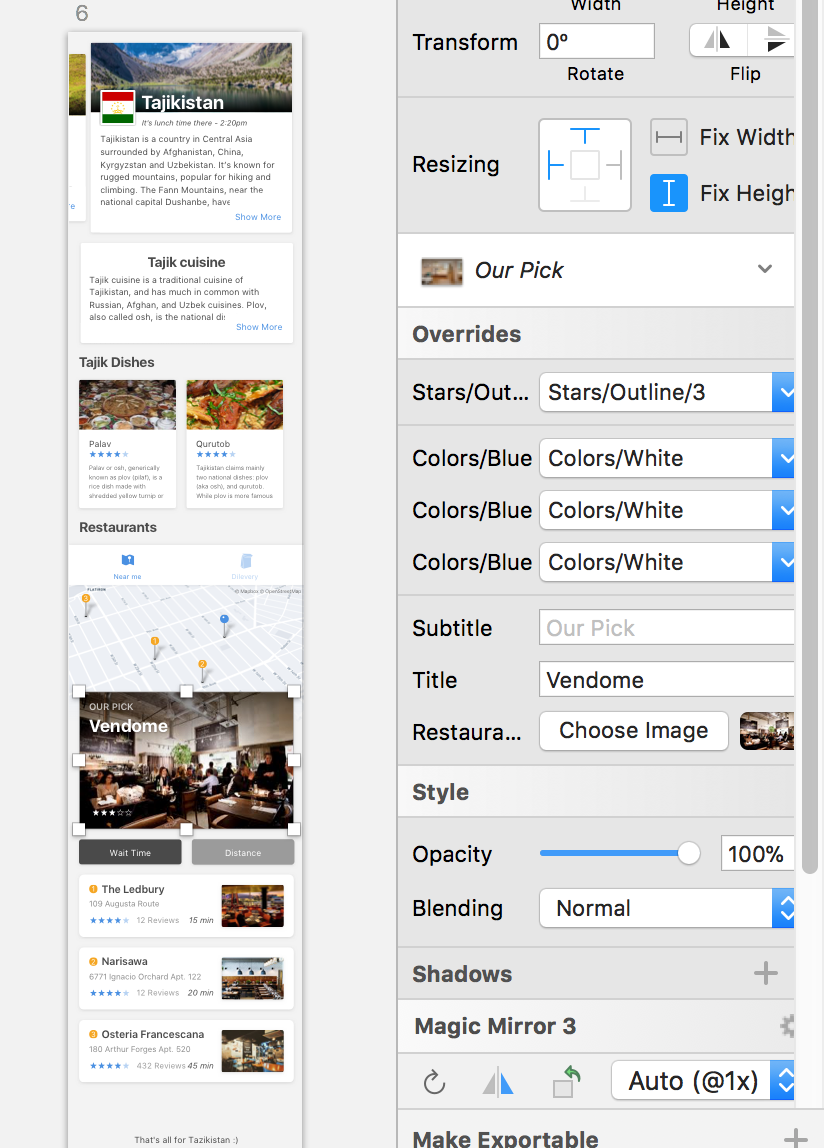 6
Tajikistan
It's lunch time there - 2:20pm
Tajikistan is a country in Central Asia
surrounded by Afghanistan, China,
Kyrgyzstan and Uzbekistan. It's known for
rugged mountains, popular for hiking and
climbing. The Fann Mountains, near the
national capital Dushanbe, have
re
Show More
Tajik cuisine
Tajik cuisine is a traditional cuisine of
Tajikistan, and has much in common with
Russian, Afghan, and Uzbek cuisines. Plov,
also called osh, is the national di
Show More
Tajik Dishes
Palav
Palav or osh, generically
known as plov (pilaf), is a
rice dish made with
shredded yellow turnip or
Qurutob
Tajikistan claims mainly
two national dishes: plov
(aka osh), and qurutob.
While plov is more famous
Restaurants
Near me
Dilevery
FLATIRON
© Mapbox © OpenStreetMap
3
1
2
OUR PICK
Vendome
Wait Time
Distance
1 The Ledbury
109 Augusta Route
12 Reviews 15 min
2 Narisawa
6771 Ignacio Orchard Apt. 122
12 Reviews 20 min
3 Osteria Francescana
180 Arthur Forges Apt. 520
432 Reviews 45 min
That's all for Tazikistan :)
Width
Height
Transform
0º
Rotate
Flip
Resizing
Fix Width
Fix Heigh
Our Pick
Overrides
Stars/Out... Stars/Outline/3
Colors/Blue Colors/White
Colors/Blue Colors/White
Colors/Blue Colors/White
Subtitle Our Pick
Title Vendome
Restaura... Choose Image
Style
Opacity 100%
Blending Normal
Shadows
Magic Mirror 3
Auto (@1x)
Make Exportable